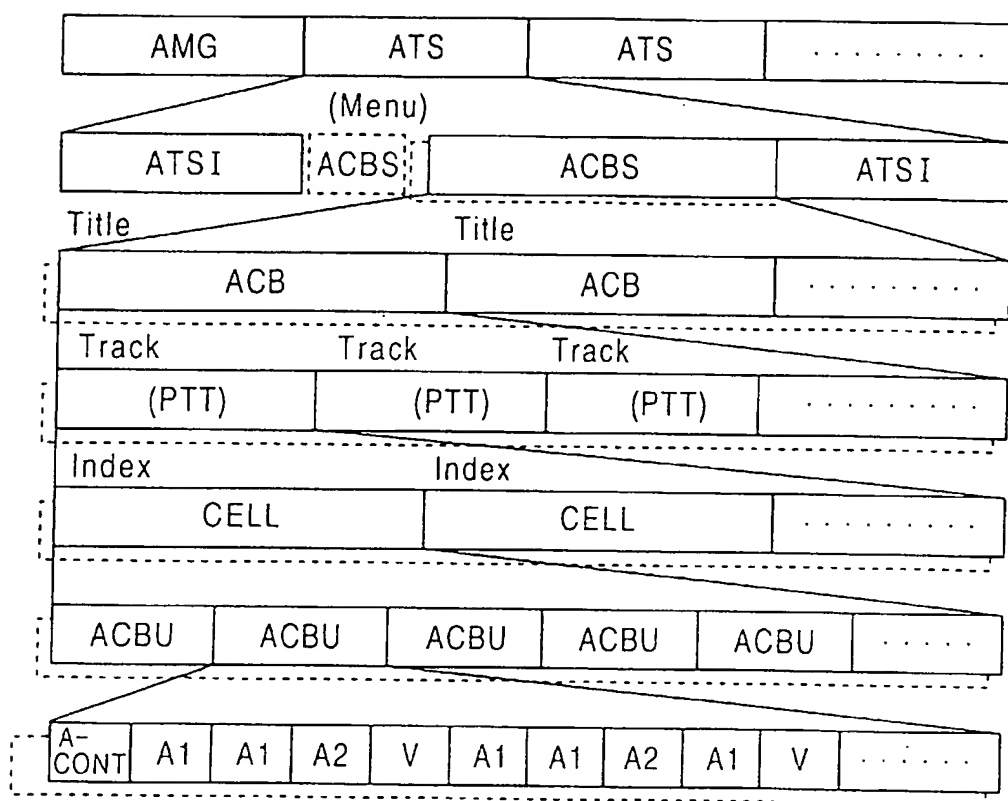 AMG ATS ATS .........
(Menu)
ATSI ACBS ACBS ATSI
Title Title
ACB ACB .........
Track Track Track
(PTT) (PTT) (PTT) .........
Index Index
CELL CELL .........
ACBU ACBU ACBU ACBU ACBU .....
A-
CONT A1 A1 A2 V A1 A1 A2 A1 V ......